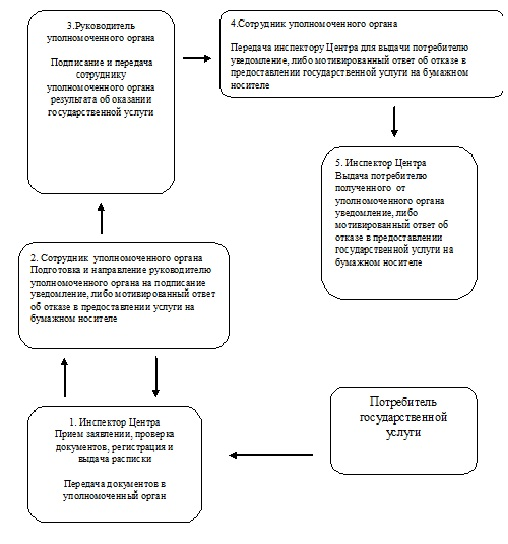 3.Руководитель
уполномоченного органа
Подписание и передача
сотруднику
уполномоченного органа
результата об оказании
государственной услуги
4.Сотрудник уполномоченного органа
Передача инспектору Центра для выдачи потребителю
уведомление, либо мотивированный ответ об отказе в
предоставлении государственной услуги на бумажном
носителе
5. Инспектор Центра
Выдача потребителю
полученного от
уполномоченного органа
уведомление, либо
мотивированный ответ об
отказе в предоставлении
государственной услуги на
бумажном носителе
2. Сотрудник уполномоченного органа
Подготовка и направление руководителю
уполномоченного органа на подписание
уведомление, либо мотивированный ответ
об отказе в предоставлении услуги на
бумажном носителе
1. Инспектор Центра
Прием заявлении, проверка
документов, регистрация и
выдача расписки
Передача документов в
уполномоченный орган
Потребитель
государственной
услуги